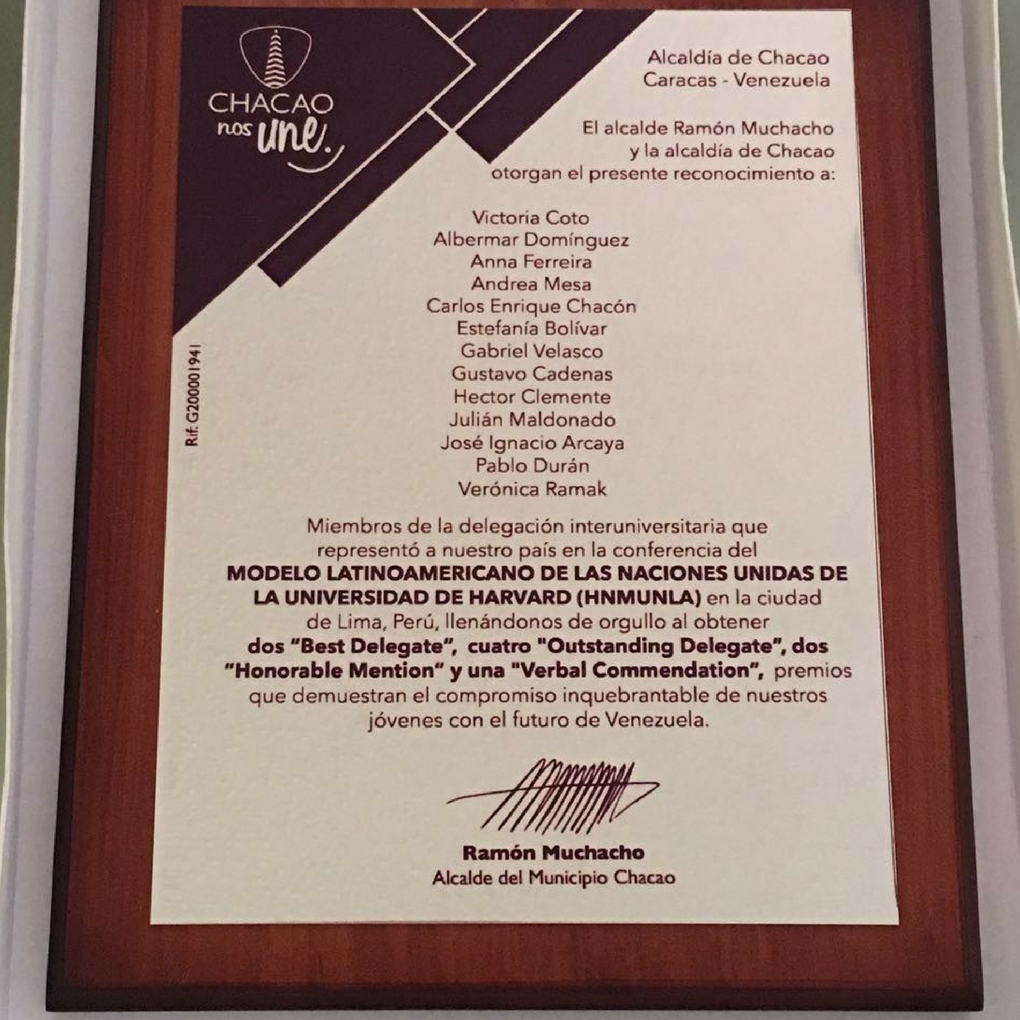 CHACAO
nos une.
Alcaldía de Chacao
Caracas - Venezuela
El alcalde Ramón Muchacho
y la alcaldía de Chacao
otorgan el presente reconocimiento a:
Victoria Coto
Albermar Domínguez
Anna Ferreira
Andrea Mesa
Carlos Enrique Chacón
Estefanía Bolívar
Gabriel Velasco
Gustavo Cadenas
Hector Clemente
Julián Maldonado
José Ignacio Arcaya
Pablo Durán
Verónica Ramak
Rif. G200001941
Miembros de la delegación interuniversitaria que
representó a nuestro país en la conferencia del
MODELO LATINOAMERICANO DE LAS NACIONES UNIDAS DE
LA UNIVERSIDAD DE HARVARD (HNMUNLA) en la ciudad
de Lima, Perú, llenándonos de orgullo al obtener
dos "Best Delegate", cuatro "Outstanding Delegate", dos
"Honorable Mention" y una "Verbal Commendation", premios
que demuestran el compromiso inquebrantable de nuestros
jóvenes con el futuro de Venezuela.
Ramón Muchacho
Alcalde del Municipio Chacao